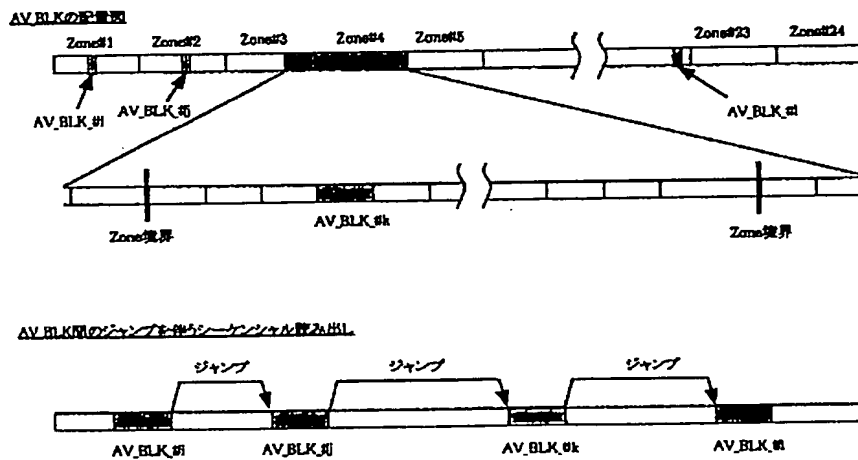 AV_BLKの配置図
Zone#1 Zone#2 Zone#3 Zone#4 Zone#5 Zone#23 Zone#24
AV_BLK_#i AV_BLK_#j AV_BLK_#l
AV_BLK_#k
Zone境界 Zone境界
AV_BLK間のジャンプを伴うシーケンシャル読み出し
ジャンプ ジャンプ ジャンプ
AV_BLK_#i AV_BLK_#j AV_BLK_#k AV_BLK_#l